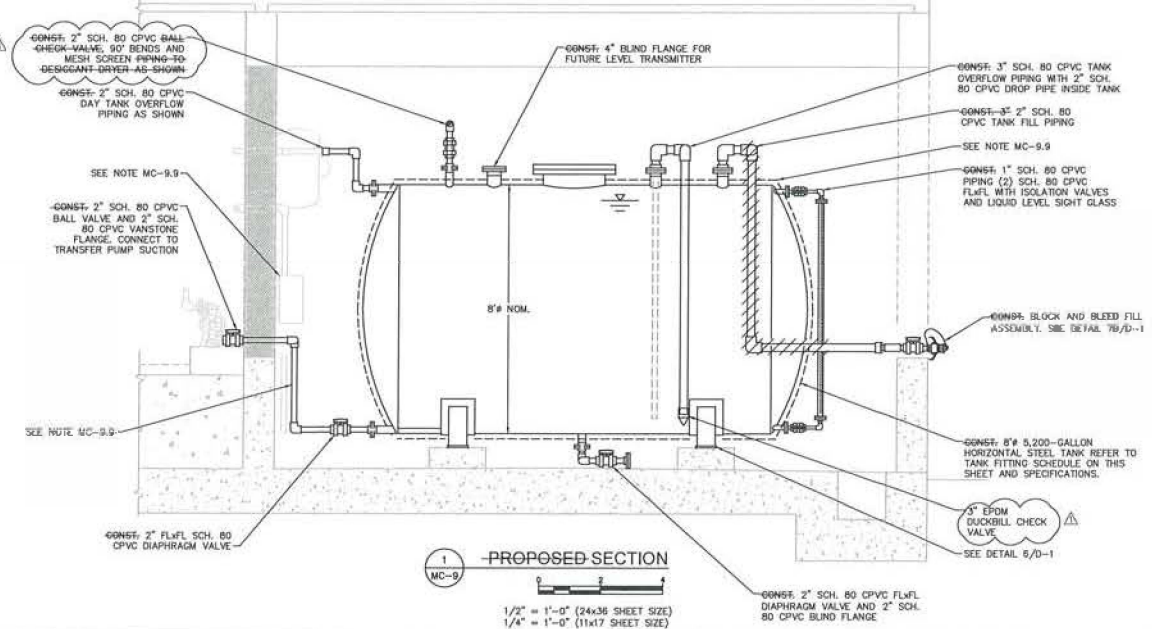 CONST. 2" SCH. 80 CPVC BALL
CHECK VALVE, 90° BENDS AND
MESH SCREEN PIPING TO
DESICCANT DRYER AS SHOWN
CONST. 2" SCH. 80 CPVC
DAY TANK OVERFLOW
PIPING AS SHOWN
SEE NOTE MC-9.9
CONST. 2" SCH. 80 CPVC
BALL VALVE AND 2" SCH.
80 CPVC VANSTONE
FLANGE. CONNECT TO
TRANSFER PUMP SUCTION
SEE NOTE MC-9.9
CONST. 2" FLxFL SCH. 80
CPVC DIAPHRAGM VALVE
CONST. 4" BLIND FLANGE FOR
FUTURE LEVEL TRANSMITTER
8'ø NOM.
CONST. 3" SCH. 80 CPVC TANK
OVERFLOW PIPING WITH 2" SCH.
80 CPVC DROP PIPE INSIDE TANK
CONST. 3" 2" SCH. 80
CPVC TANK FILL PIPING
SEE NOTE MC-9.9
CONST. 1" SCH. 80 CPVC
PIPING (2) SCH. 80 CPVC
FLxFL WITH ISOLATION VALVES
AND LIQUID LEVEL SIGHT GLASS
CONST. BLOCK AND BLEED FILL
ASSEMBLY. SEE DETAIL 7B/D-1
CONST. 8'ø 5,200-GALLON
HORIZONTAL STEEL TANK REFER TO
TANK FITTING SCHEDULE ON THIS
SHEET AND SPECIFICATIONS.
3" EPDM
DUCKBILL CHECK
VALVE
1
SEE DETAIL 6/D-1
CONST. 2" SCH. 80 CPVC FLxFL
DIAPHRAGM VALVE AND 2" SCH.
80 CPVC BLIND FLANGE
1
MC-9
PROPOSED SECTION
0 2 4
1/2" = 1'-0" (24x36 SHEET SIZE)
1/4" = 1'-0" (11x17 SHEET SIZE)